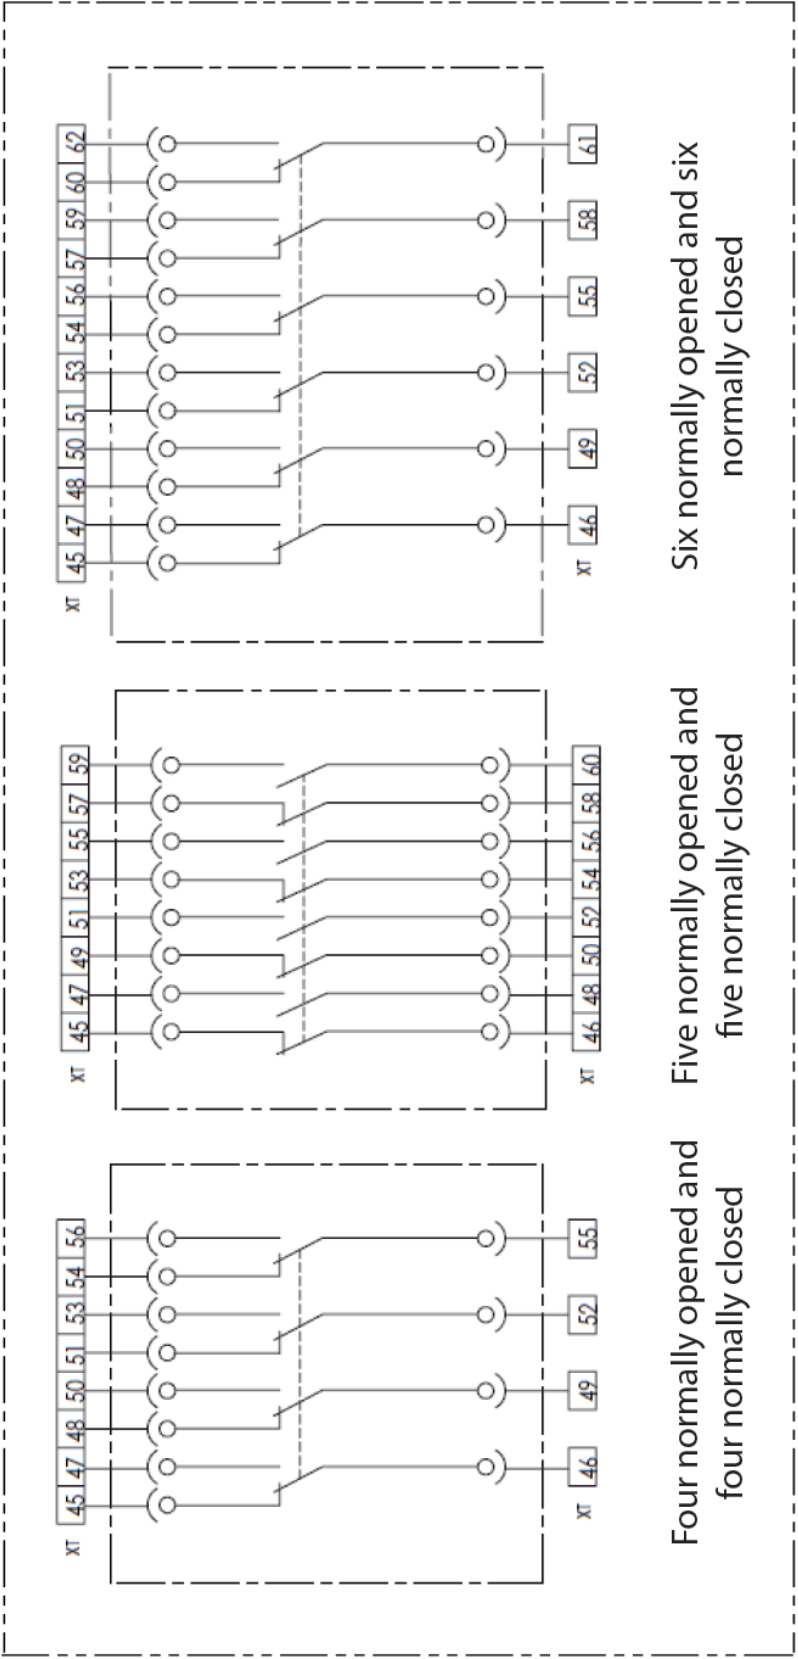 XT 45 47 48 50 51 53 54 56
XT 46 49 52 55
Four normally opened and
four normally closed
XT 45 47 49 51 53 55 57 59
XT 46 48 50 52 54 56 58 60
Five normally opened and
five normally closed
XT 45 47 48 50 51 53 54 56 57 59 60 62
XT 46 49 52 55 58 61
Six normally opened and six
normally closed